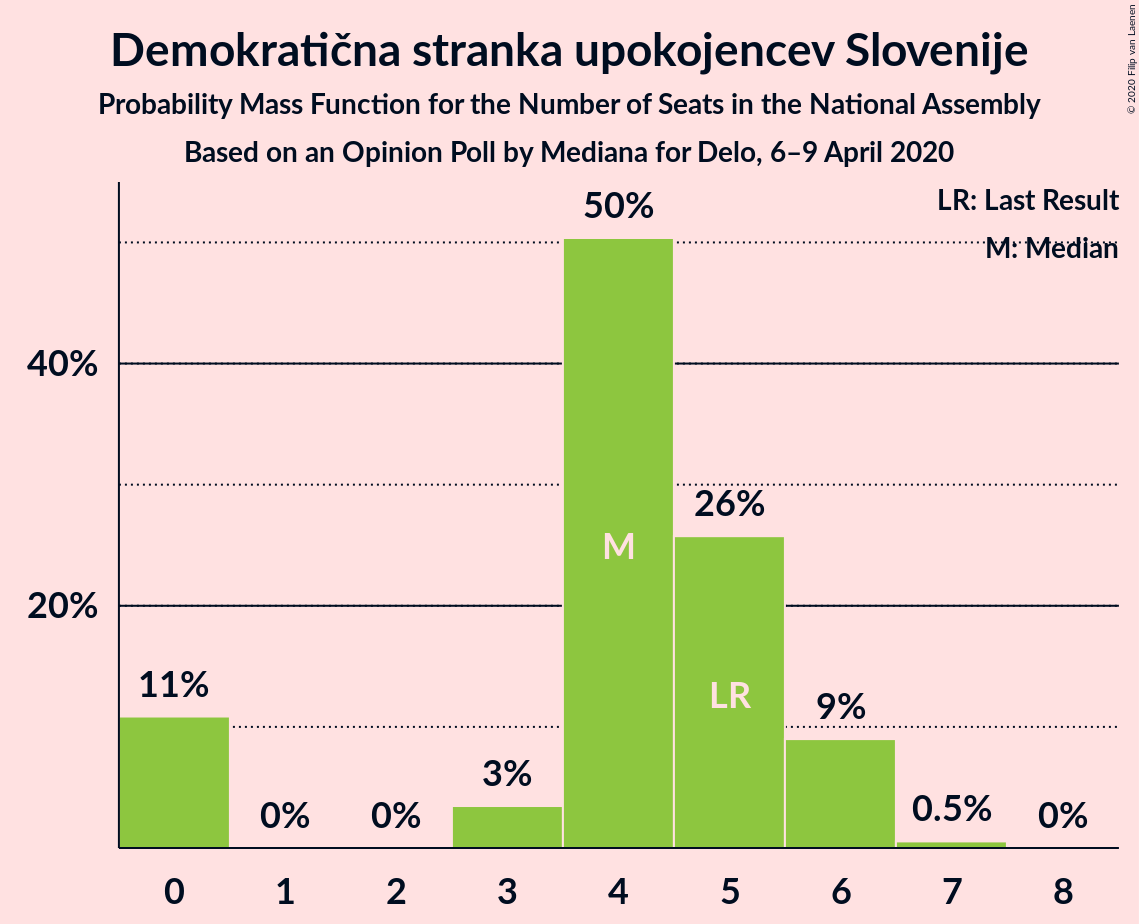 Demokratična stranka upokojencev Slovenije
Probability Mass Function for the Number of Seats in the National Assembly
Based on an Opinion Poll by Mediana for Delo, 6–9 April 2020
© 2020 Filip van Laenen
LR: Last Result
M: Median
50%
40%
26%
M
20%
11%
LR
9%
3%
0%
0%
0.5%
0%
0 1 2 3 4 5 6 7 8